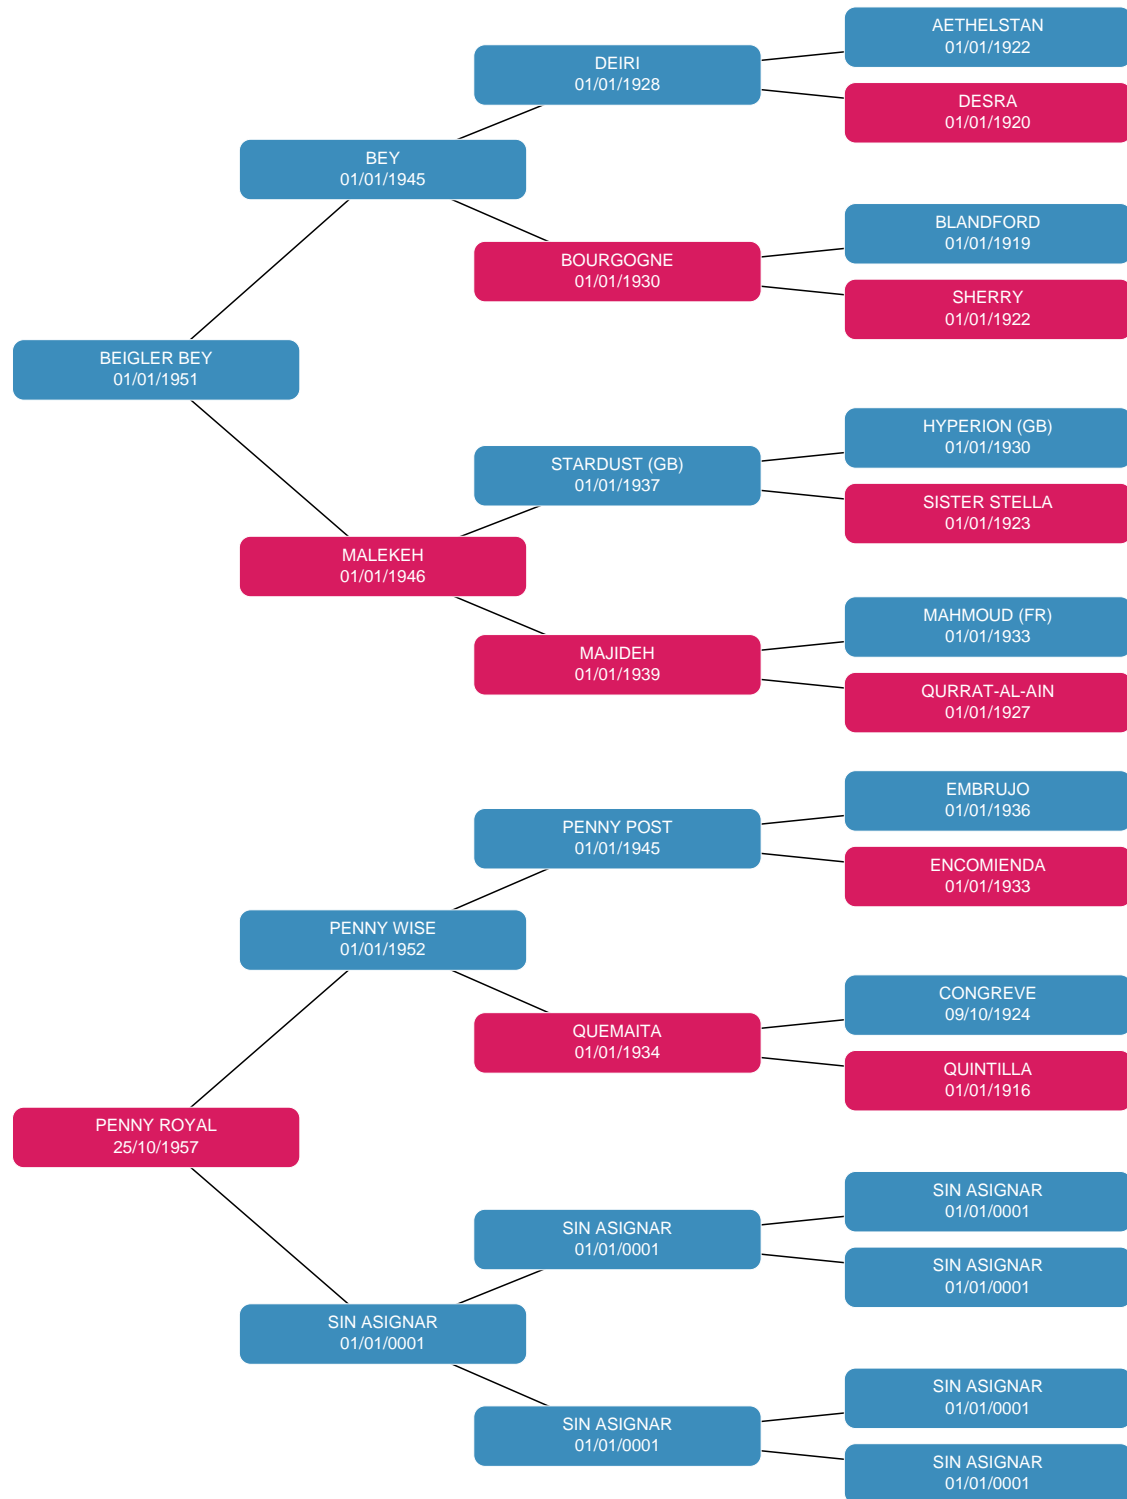 AETHELSTAN
01/01/1922
DEIRI
01/01/1928
DESRA
01/01/1920
BEY
01/01/1945
BLANDFORD
01/01/1919
BOURGOGNE
01/01/1930
SHERRY
01/01/1922
BEIGLER BEY
01/01/1951
HYPERION (GB)
01/01/1930
STARDUST (GB)
01/01/1937
SISTER STELLA
01/01/1923
MALEKEH
01/01/1946
MAHMOUD (FR)
01/01/1933
MAJIDEH
01/01/1939
QURRAT-AL-AIN
01/01/1927
EMBRUJO
01/01/1936
PENNY POST
01/01/1945
ENCOMIENDA
01/01/1933
PENNY WISE
01/01/1952
CONGREVE
09/10/1924
QUEMAITA
01/01/1934
QUINTILLA
01/01/1916
PENNY ROYAL
25/10/1957
SIN ASIGNAR
01/01/0001
SIN ASIGNAR
01/01/0001
SIN ASIGNAR
01/01/0001
SIN ASIGNAR
01/01/0001
SIN ASIGNAR
01/01/0001
SIN ASIGNAR
01/01/0001
SIN ASIGNAR
01/01/0001